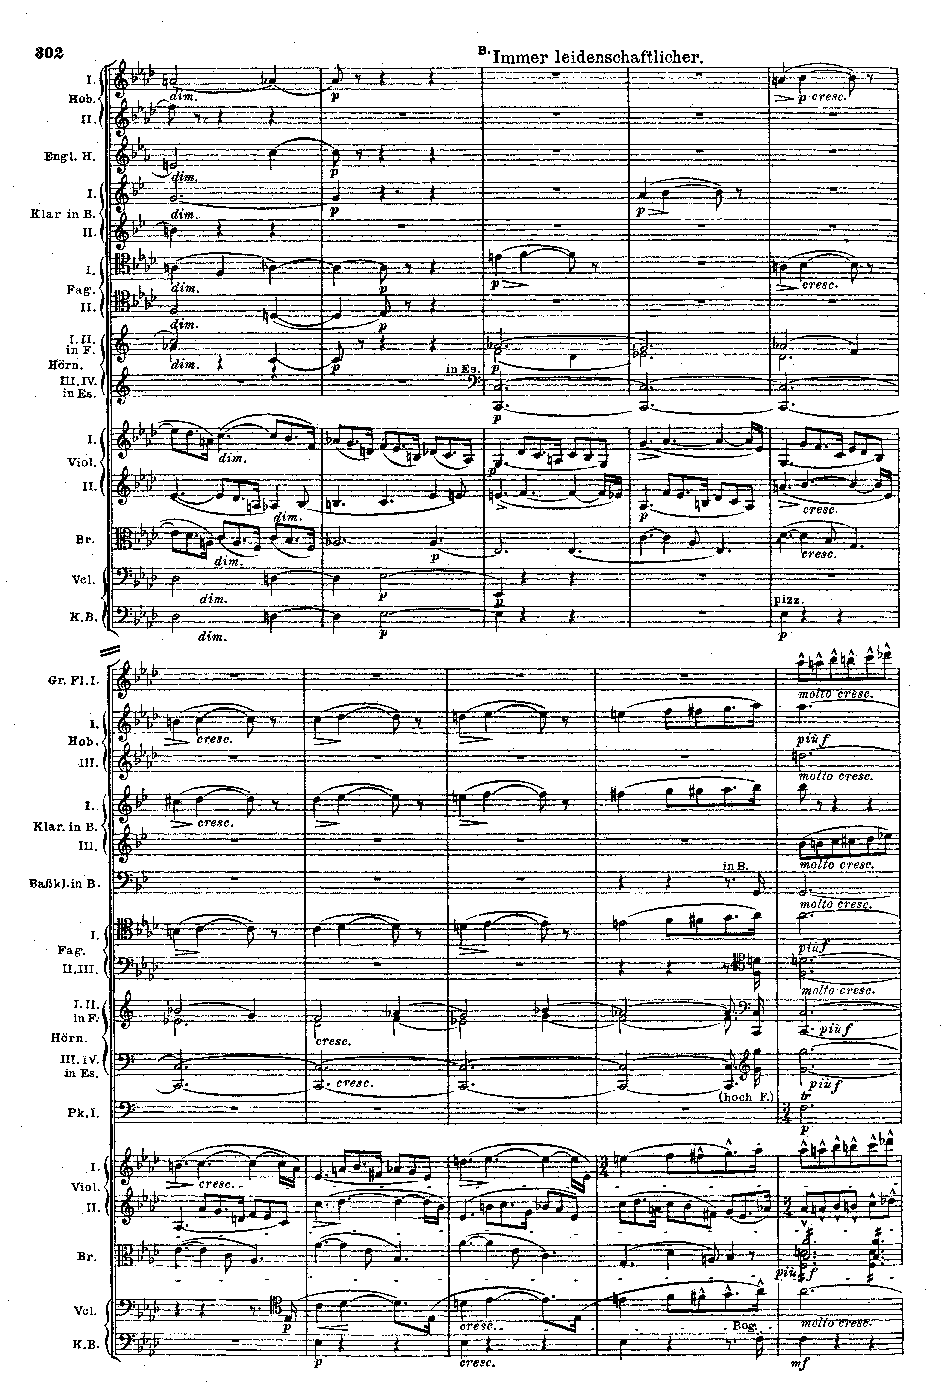 302
B. Immer leidenschaftlicher.
I.
Hob.
II.
dim.
p
p cresc.
Engl. H.
dim.
p
I.
Klar in B.
II.
dim.
p
p
I.
Fag.
II.
dim.
p
p
cresc.
dim.
p
I. II.
in F.
Hörn.
III. IV.
in Es.
dim.
p
in Es.
p
p
I.
Viol.
II.
dim.
p
dim.
p
cresc.
Br.
dim.
p
cresc.
Vcl.
dim.
p
p
pizz.
K.B.
dim.
p
p
Gr. Fl. I.
molto cresc.
I.
Hob.
III.
cresc.
più f
molto cresc.
I.
Klar. in B.
III.
cresc.
molto cresc.
Baßkl. in B.
in B.
molto cresc.
I.
Fag.
II. III.
più f
molto cresc.
I. II.
in F.
Hörn.
III. IV.
in Es.
cresc.
più f
cresc.
più f
Pk. I.
(hoch F.)
tr
p
I.
Viol.
II.
cresc.
Br.
più f
Vcl.
p
cresc.
molto cresc.
K.B.
p
cresc.
Bog.
mf